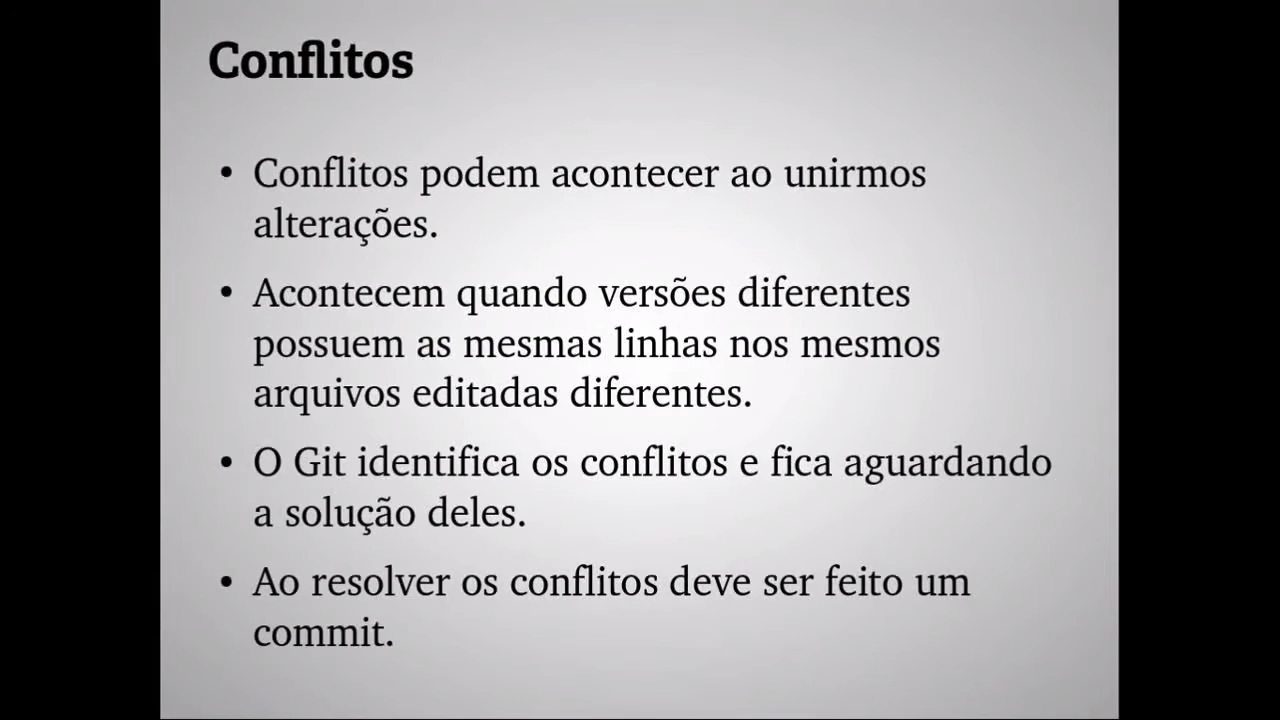 Conflitos
• Conflitos podem acontecer ao unirmos
alterações.
• Acontecem quando versões diferentes
possuem as mesmas linhas nos mesmos
arquivos editadas diferentes.
• O Git identifica os conflitos e fica aguardando
a solução deles.
• Ao resolver os conflitos deve ser feito um
commit.